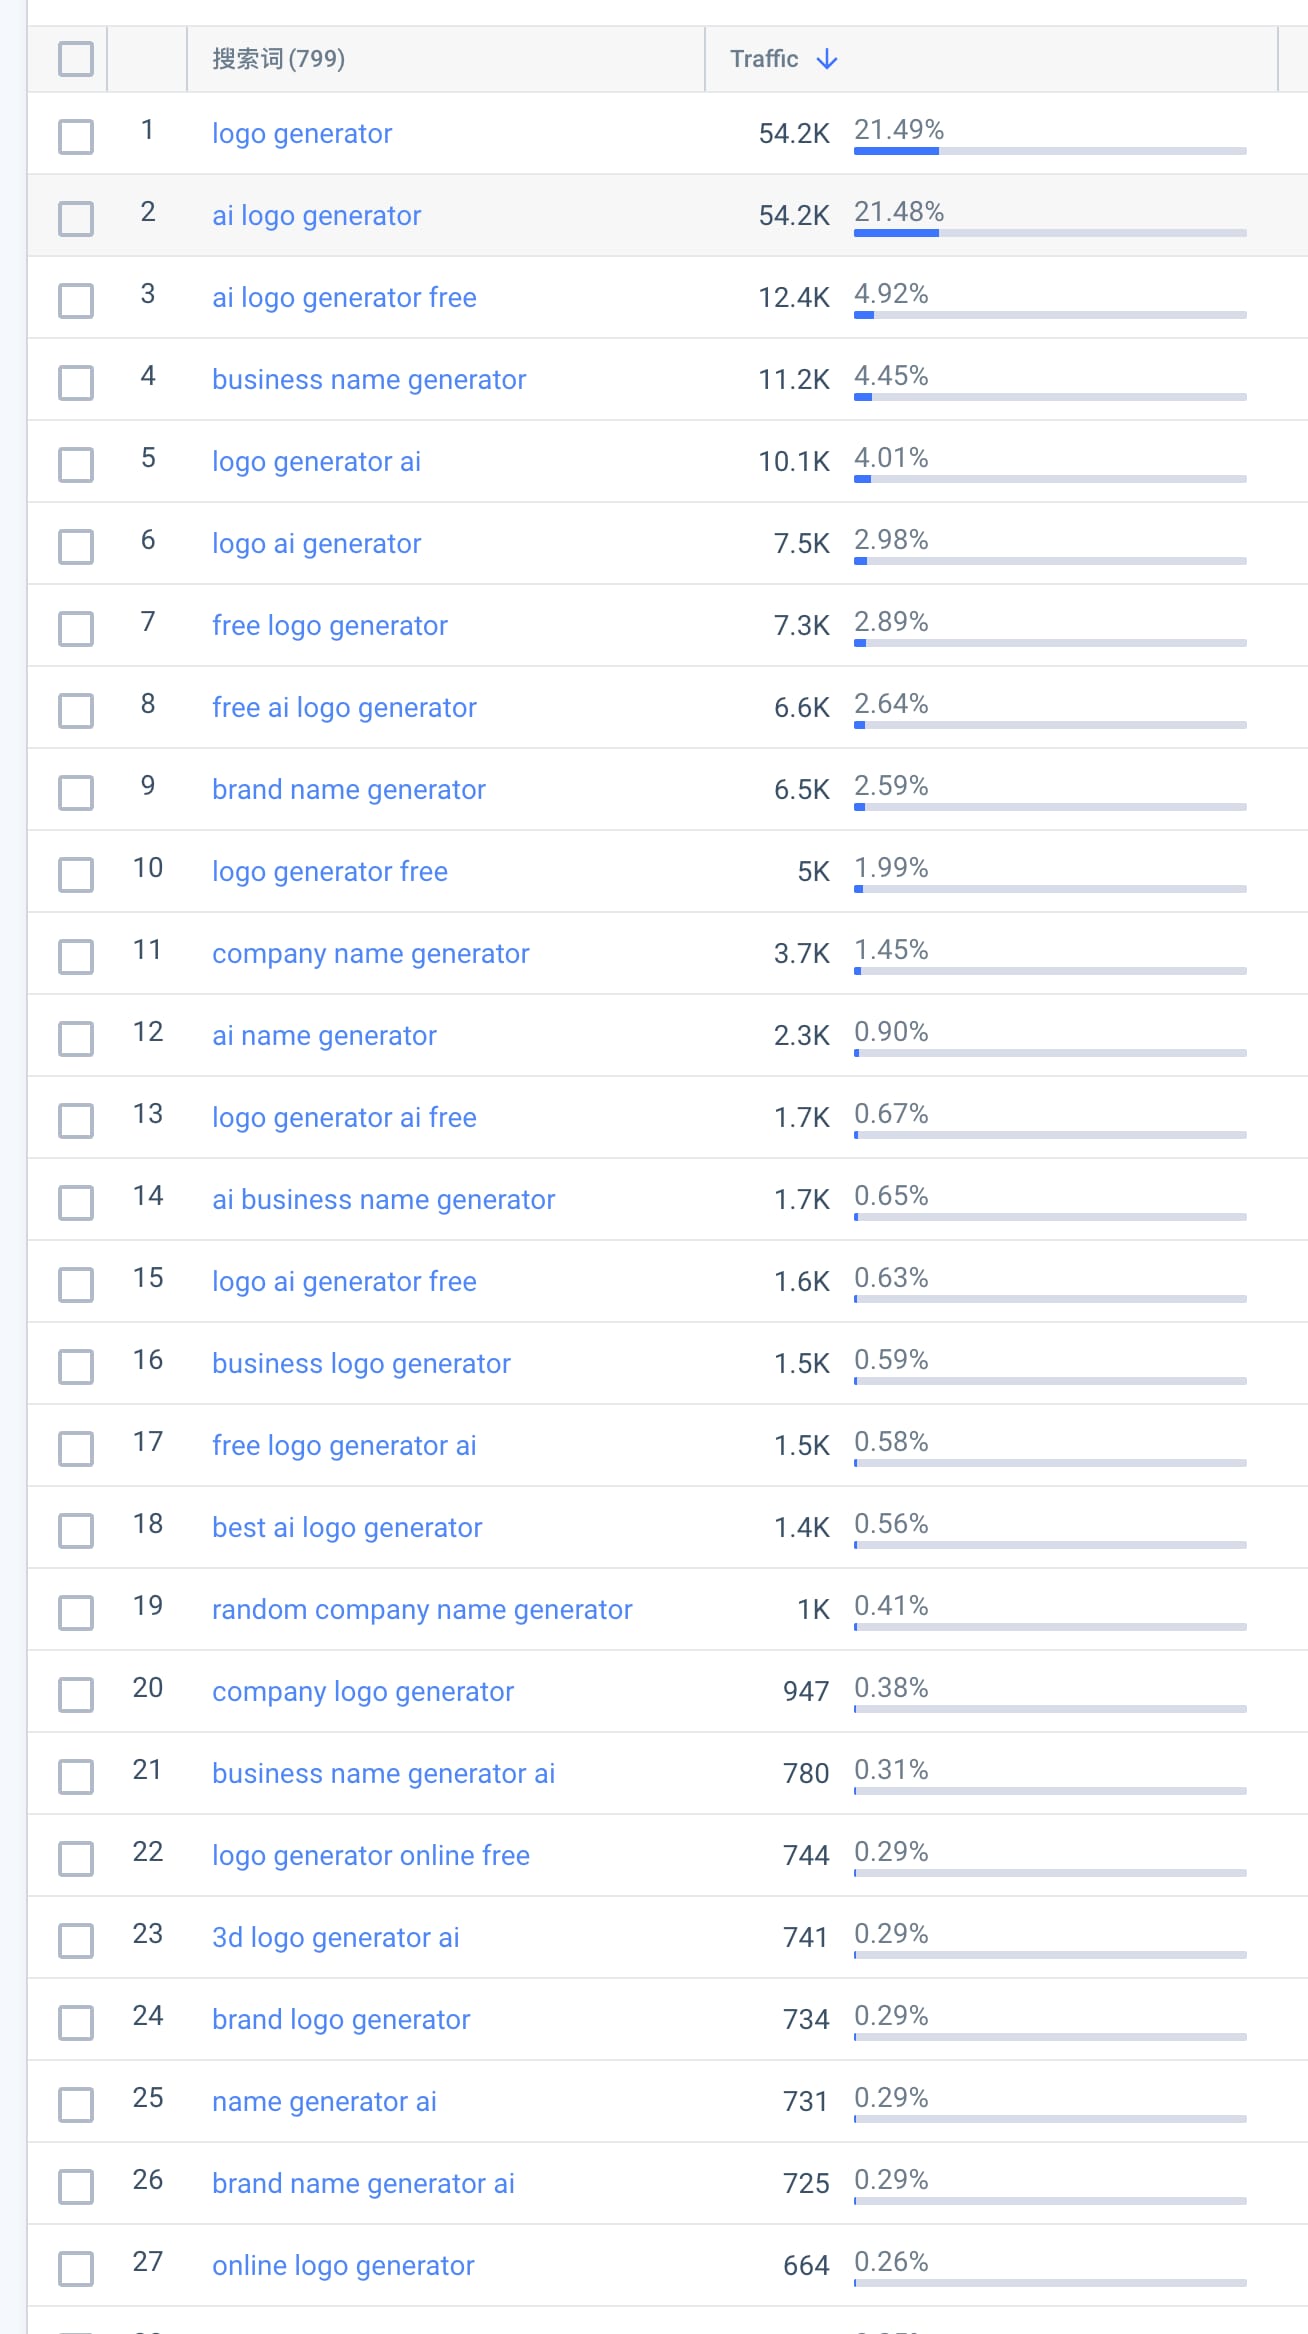 搜索词 (799) Traffic
1 logo generator 54.2K 21.49%
2 ai logo generator 54.2K 21.48%
3 ai logo generator free 12.4K 4.92%
4 business name generator 11.2K 4.45%
5 logo generator ai 10.1K 4.01%
6 logo ai generator 7.5K 2.98%
7 free logo generator 7.3K 2.89%
8 free ai logo generator 6.6K 2.64%
9 brand name generator 6.5K 2.59%
10 logo generator free 5K 1.99%
11 company name generator 3.7K 1.45%
12 ai name generator 2.3K 0.90%
13 logo generator ai free 1.7K 0.67%
14 ai business name generator 1.7K 0.65%
15 logo ai generator free 1.6K 0.63%
16 business logo generator 1.5K 0.59%
17 free logo generator ai 1.5K 0.58%
18 best ai logo generator 1.4K 0.56%
19 random company name generator 1K 0.41%
20 company logo generator 947 0.38%
21 business name generator ai 780 0.31%
22 logo generator online free 744 0.29%
23 3d logo generator ai 741 0.29%
24 brand logo generator 734 0.29%
25 name generator ai 731 0.29%
26 brand name generator ai 725 0.29%
27 online logo generator 664 0.26%